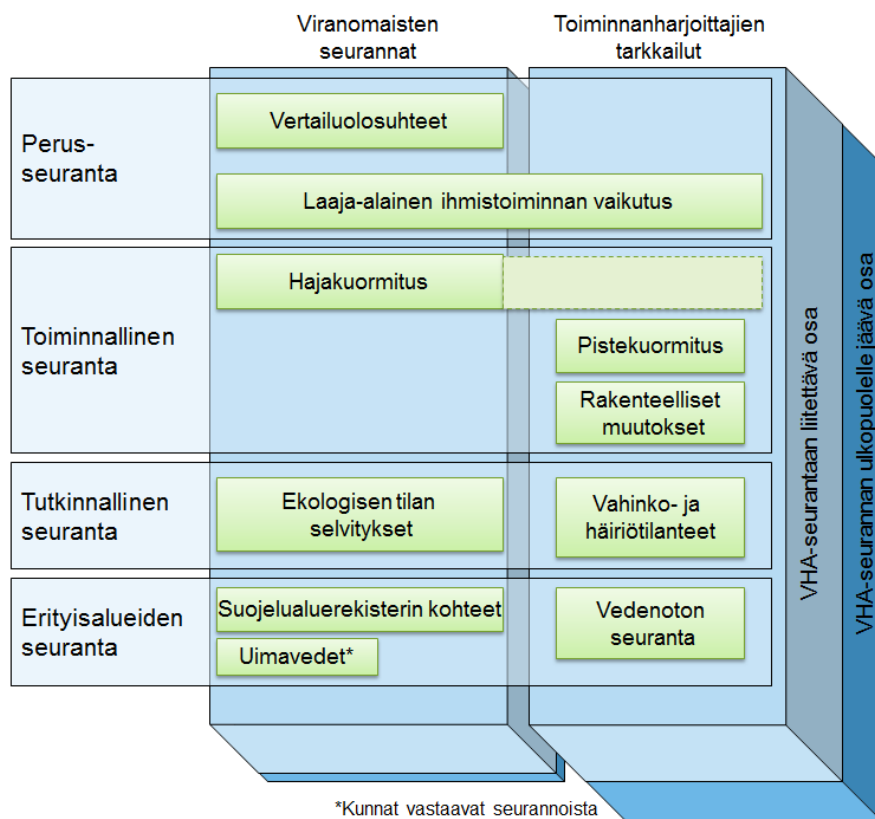 Viranomaisten
seurannat
Toiminnanharjoittajien
tarkkailut
Perus-
seuranta
Vertailuolosuhteet
Laaja-alainen ihmistoiminnan vaikutus
Toiminnallinen
seuranta
Hajakuormitus
Pistekuormitus
Rakenteelliset
muutokset
Tutkinnallinen
seuranta
Ekologisen tilan
selvitykset
Vahinko- ja
häiriötilanteet
Erityisalueiden
seuranta
Suojelualuerekisterin kohteet
Uimavedet*
Vedenoton
seuranta
VHA-seurantaan liitettävä osa
VHA-seurannan ulkopuolelle jäävä osa
*Kunnat vastaavat seurannoista